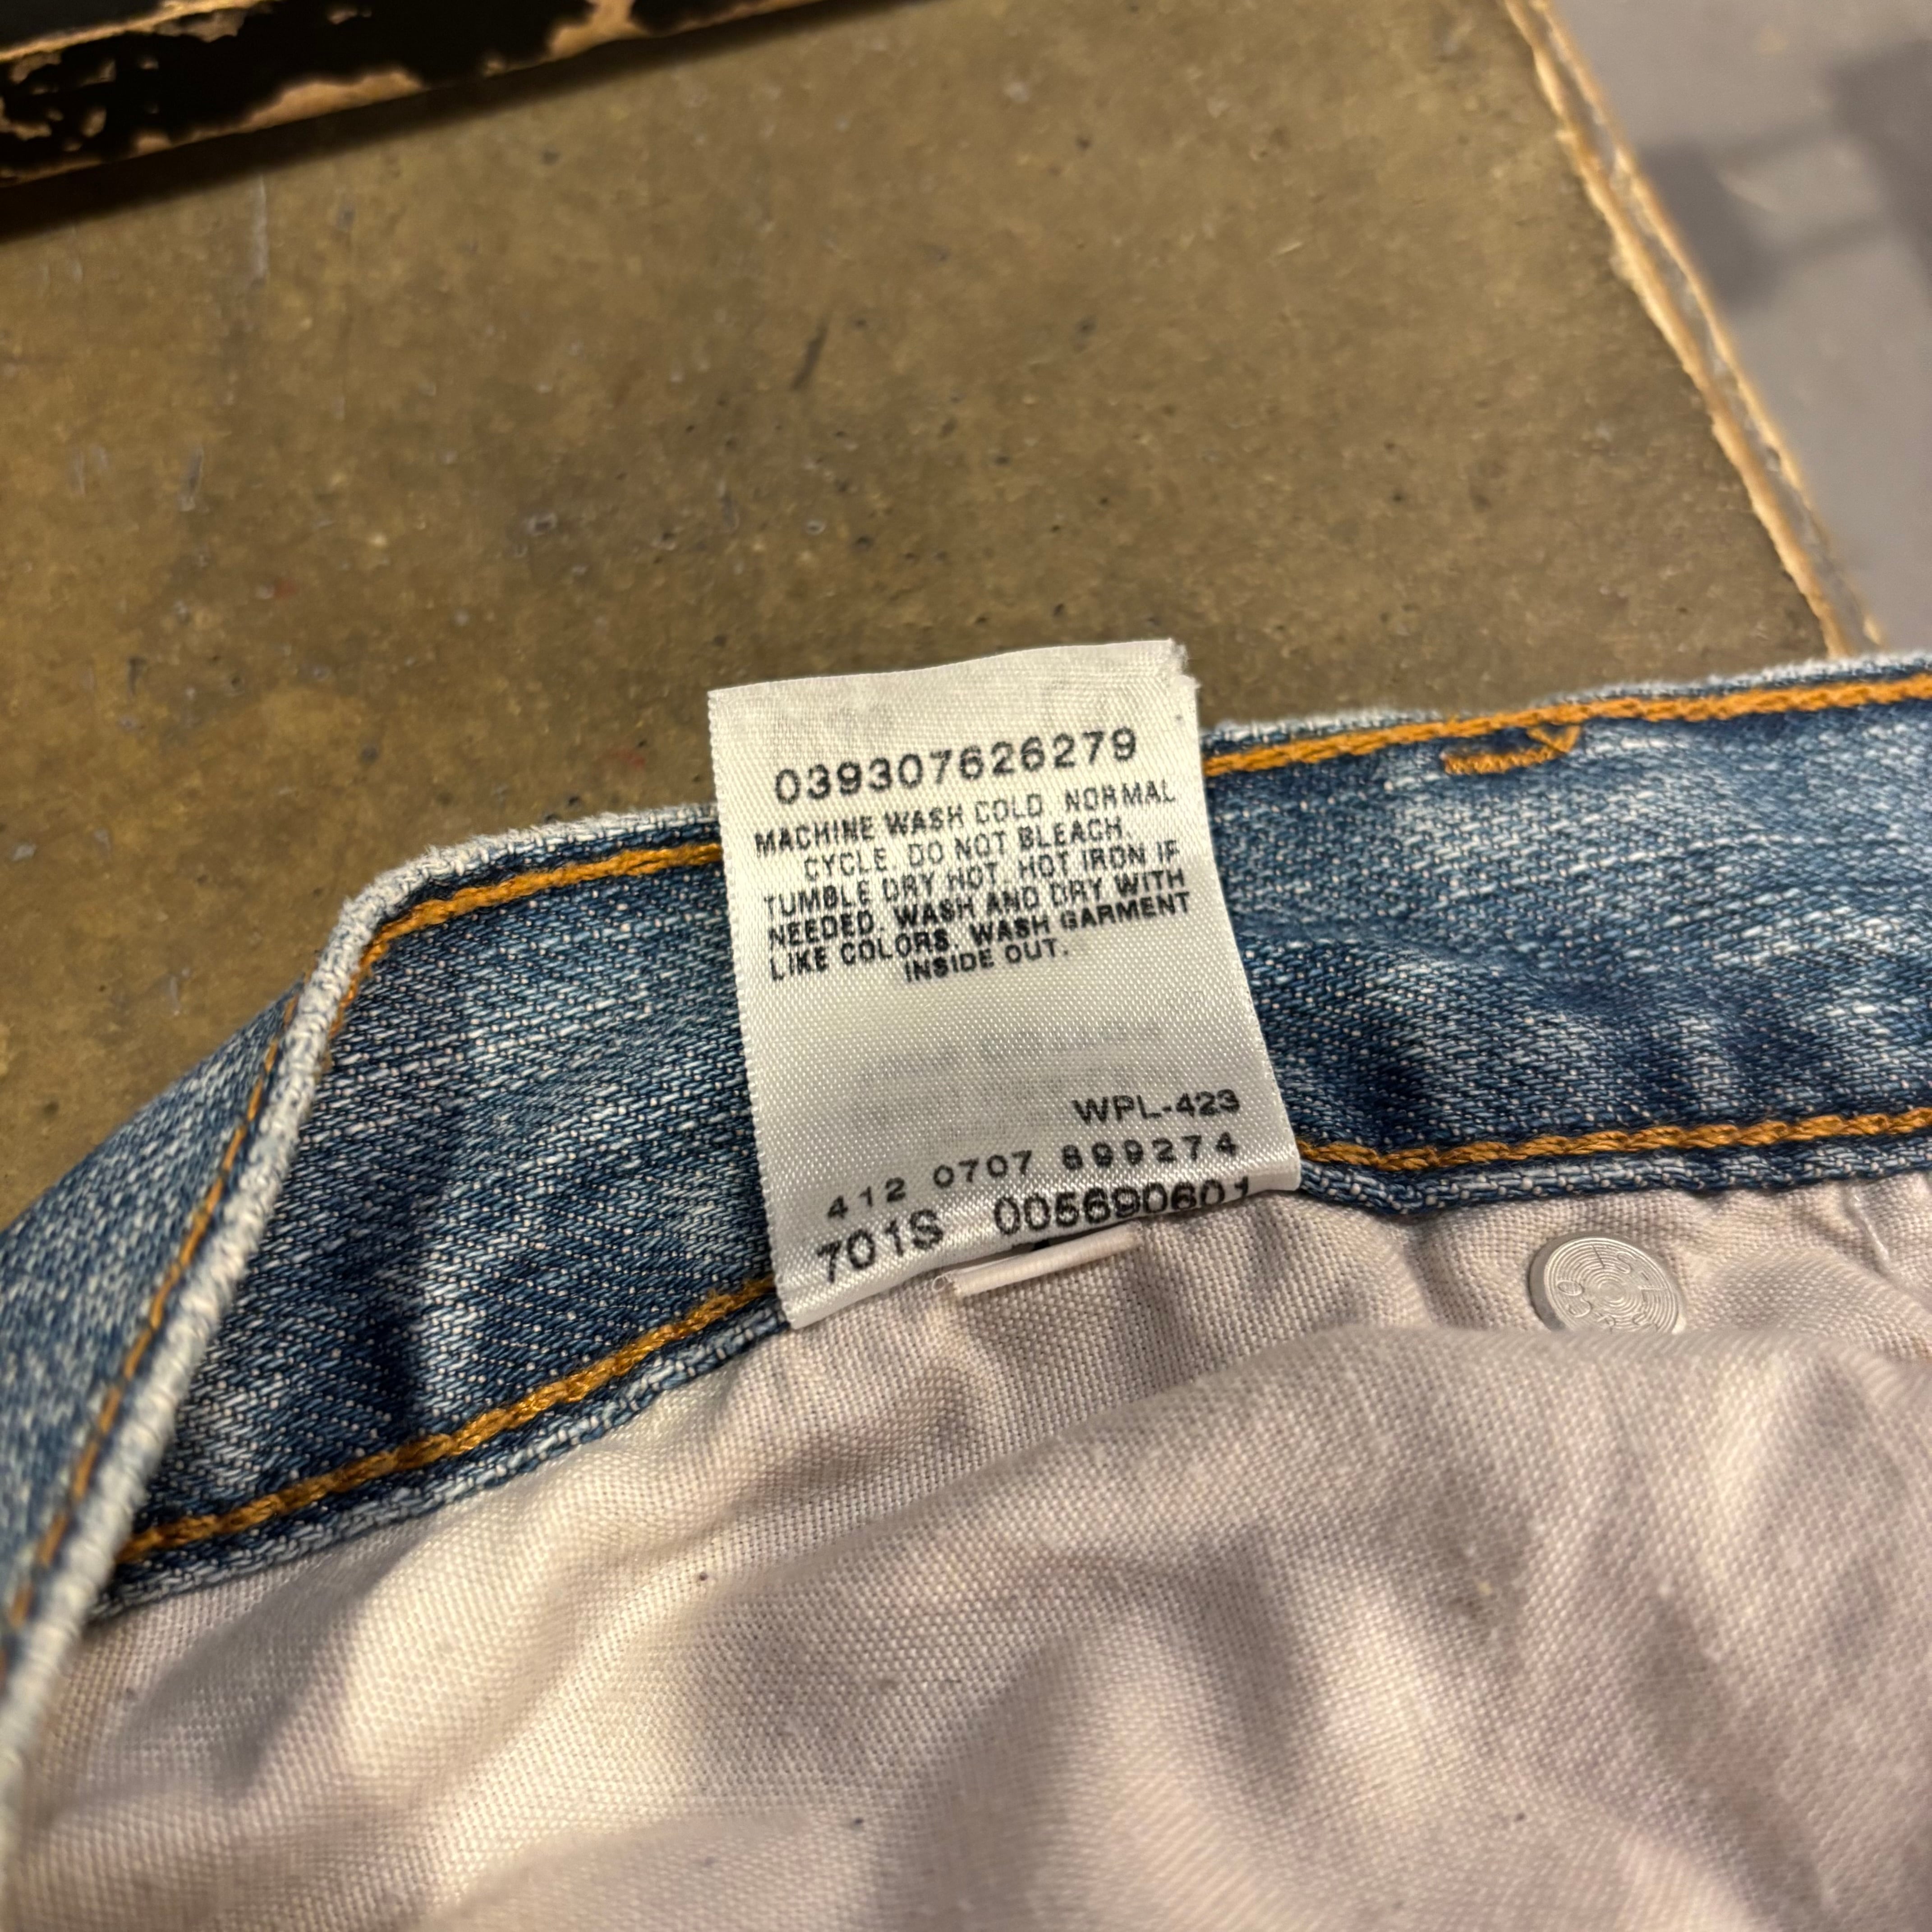 039307626279
MACHINE WASH COLD NORMAL
CYCLE. DO NOT BLEACH.
TUMBLE DRY HOT. HOT IRON IF
NEEDED. WASH AND DRY WITH
LIKE COLORS. WASH GARMENT
INSIDE OUT.
WPL-423
412 0707 899274
701S 005690601